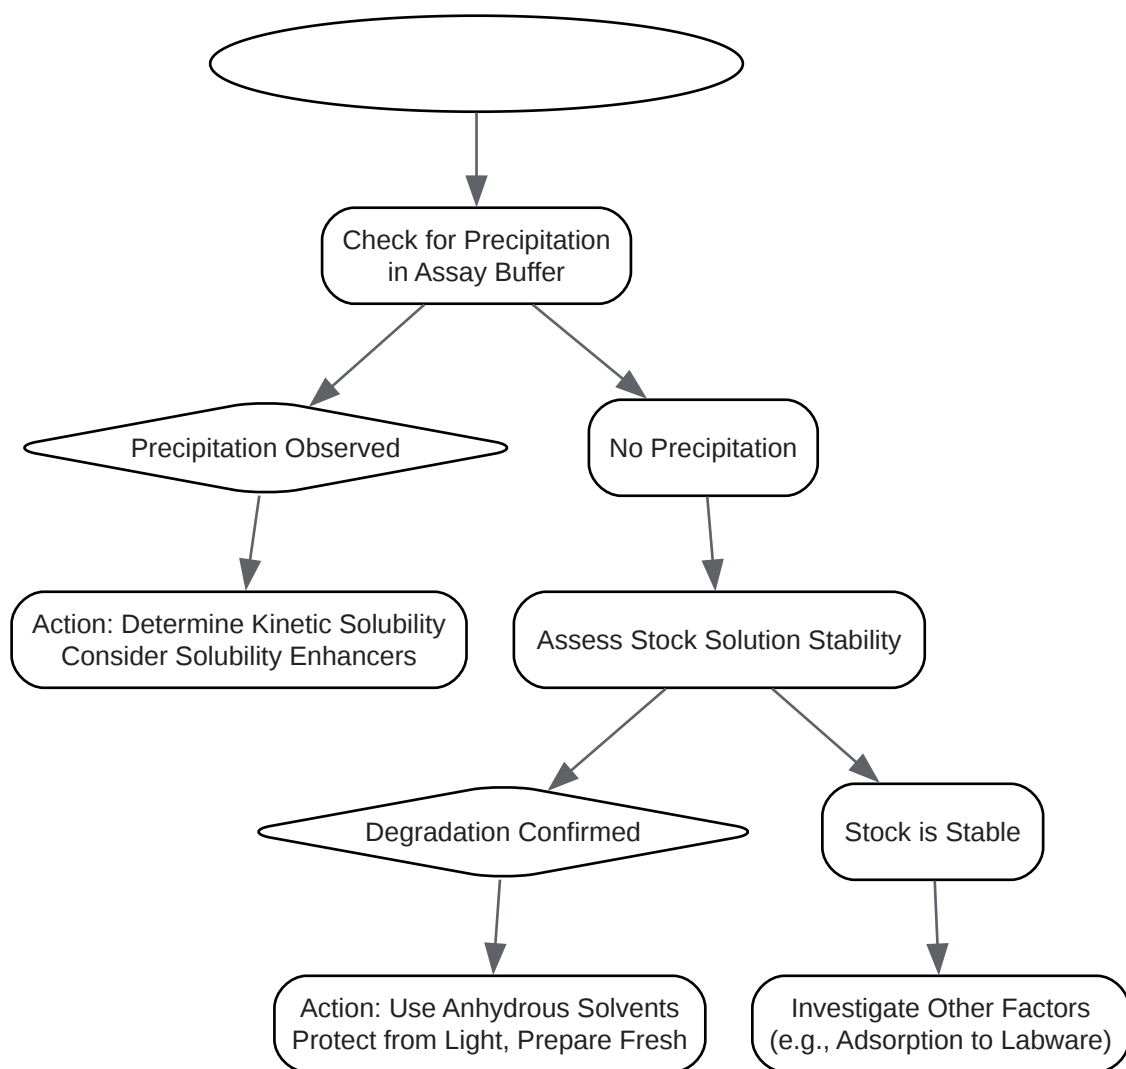 Check for Precipitation
in Assay Buffer
Precipitation Observed
No Precipitation
Action: Determine Kinetic Solubility
Consider Solubility Enhancers
Assess Stock Solution Stability
Degradation Confirmed
Stock is Stable
Action: Use Anhydrous Solvents
Protect from Light, Prepare Fresh
Investigate Other Factors
(e.g., Adsorption to Labware)